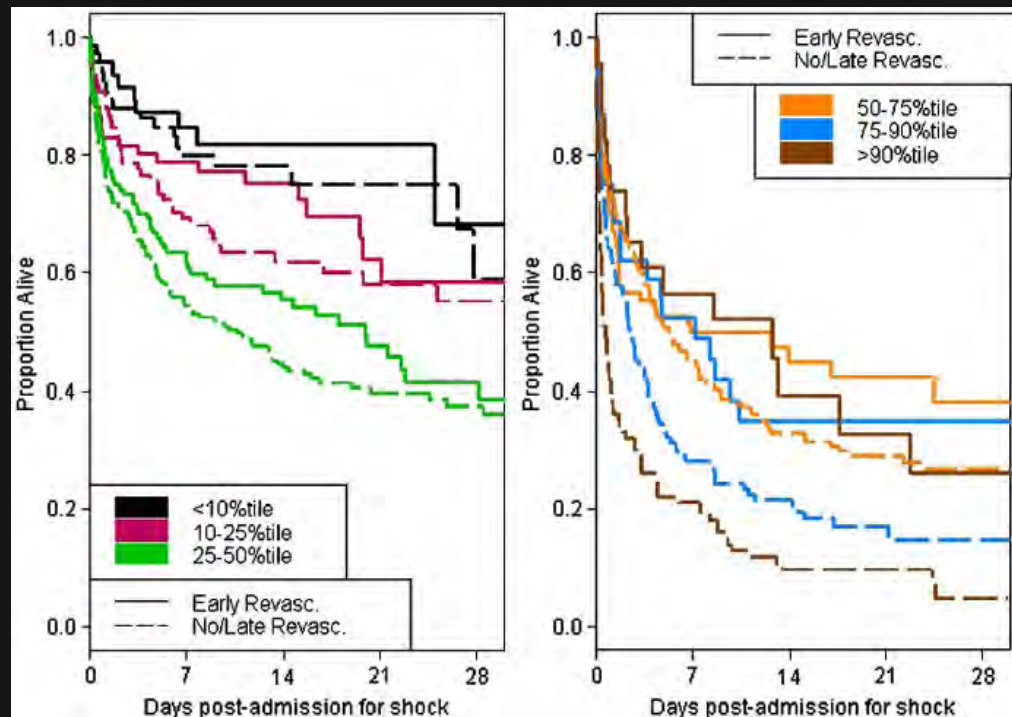 1.0
0.8
0.6
0.4
0.2
0.0
Proportion Alive
<10%tile
10-25%tile
25-50%tile
Early Revasc.
No/Late Revasc.
0 7 14 21 28
Days post-admission for shock
1.0
0.8
0.6
0.4
0.2
0.0
Proportion Alive
Early Revasc.
No/Late Revasc.
50-75%tile
75-90%tile
>90%tile
0 7 14 21 28
Days post-admission for shock